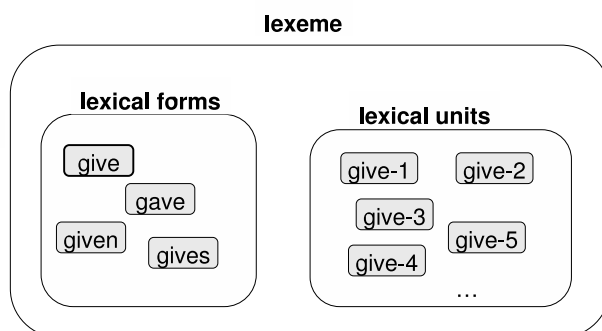 lexeme
lexical forms
give
gave
given
gives
lexical units
give-1
give-2
give-3
give-5
give-4
...